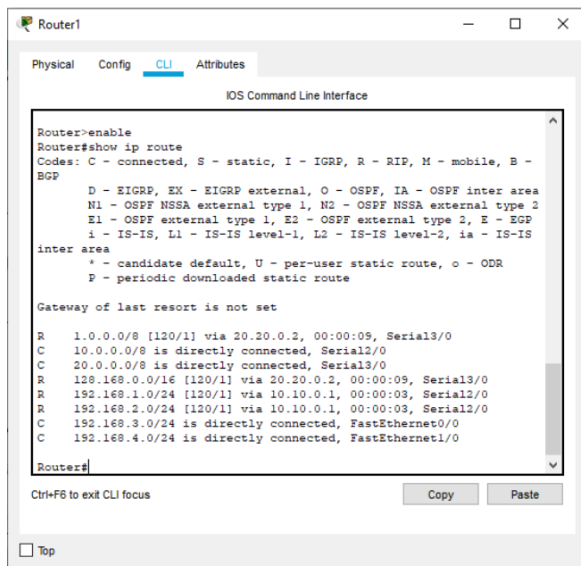 Router1
Physical Config CLI Attributes
IOS Command Line Interface
Router>enable
Router#show ip route
Codes: C - connected, S - static, I - IGRP, R - RIP, M - mobile, B -
BGP
       D - EIGRP, EX - EIGRP external, O - OSPF, IA - OSPF inter area
       N1 - OSPF NSSA external type 1, N2 - OSPF NSSA external type 2
       E1 - OSPF external type 1, E2 - OSPF external type 2, E - EGP
       i - IS-IS, L1 - IS-IS level-1, L2 - IS-IS level-2, ia - IS-IS
inter area
       * - candidate default, U - per-user static route, o - ODR
       P - periodic downloaded static route
Gateway of last resort is not set
R    1.0.0.0/8 [120/1] via 20.20.0.2, 00:00:09, Serial3/0
C    10.0.0.0/8 is directly connected, Serial2/0
C    20.0.0.0/8 is directly connected, Serial3/0
R    128.168.0.0/16 [120/1] via 20.20.0.2, 00:00:09, Serial3/0
R    192.168.1.0/24 [120/1] via 10.10.0.1, 00:00:03, Serial2/0
R    192.168.2.0/24 [120/1] via 10.10.0.1, 00:00:03, Serial2/0
C    192.168.3.0/24 is directly connected, FastEthernet0/0
C    192.168.4.0/24 is directly connected, FastEthernet1/0
Router#
Ctrl+F6 to exit CLI focus Copy Paste
Top